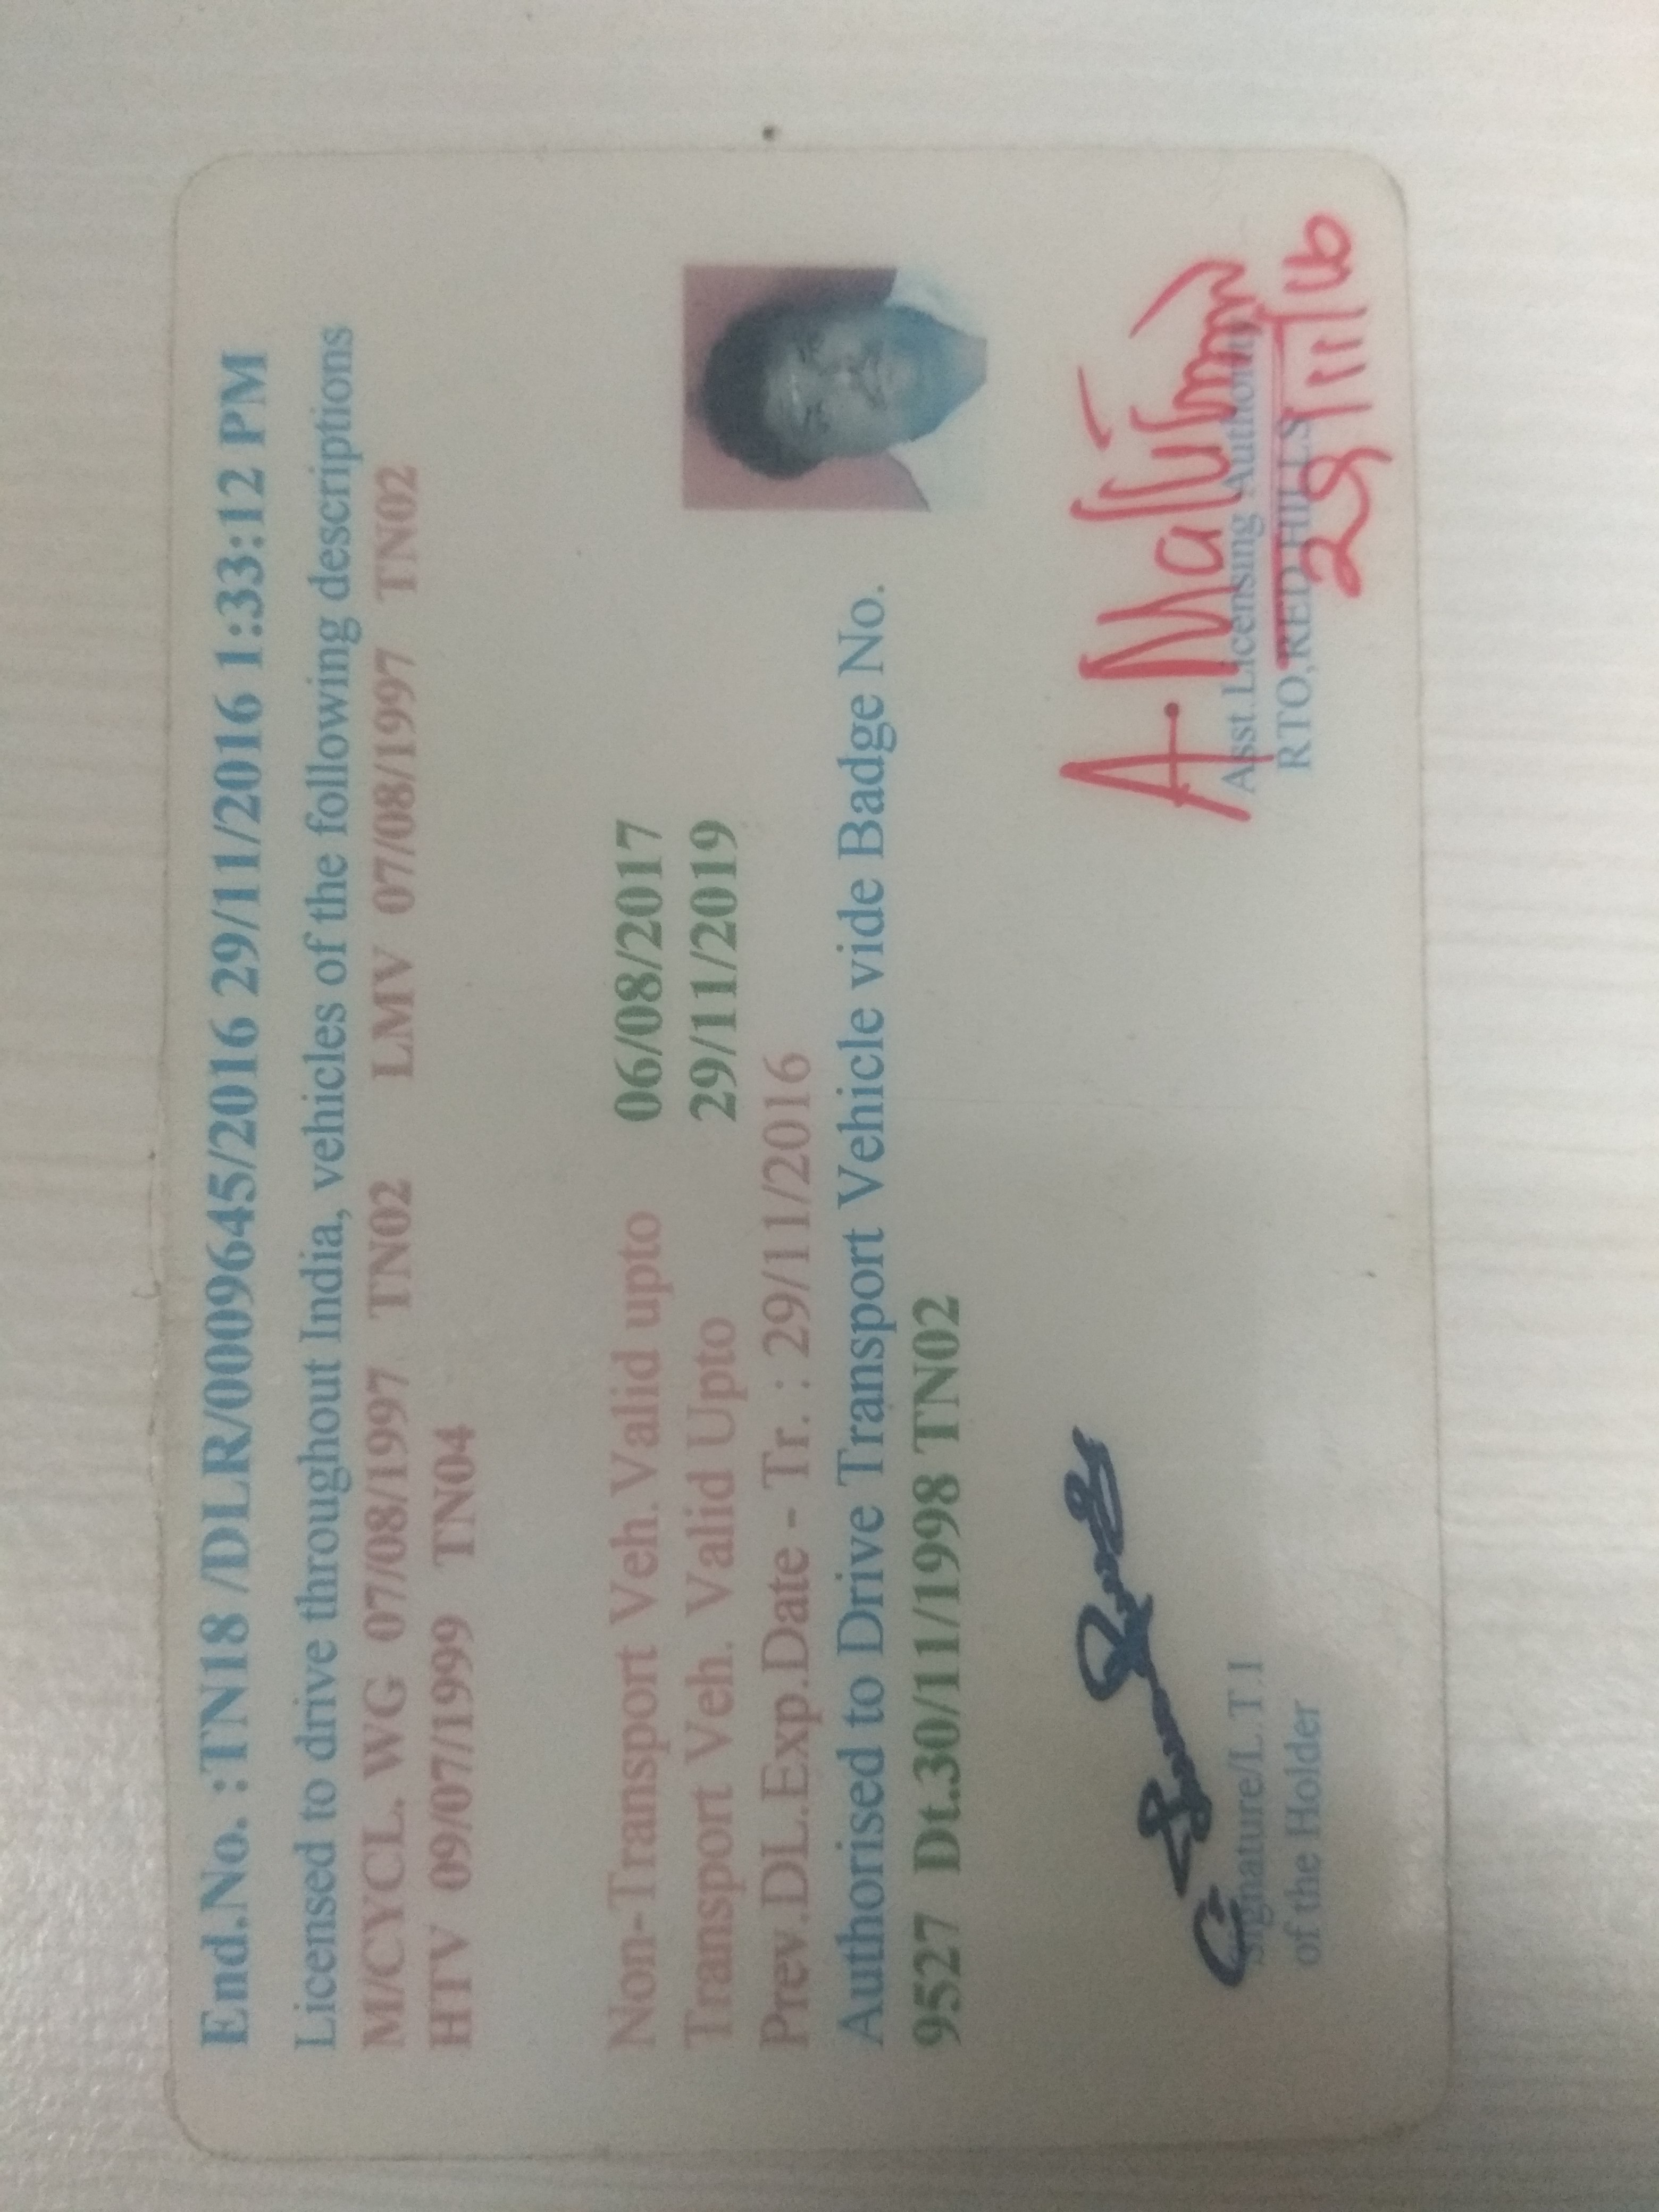 End.No. :TN18 /DLR/0009645/2016 29/11/2016 1:33:12 PM
Licensed to drive throughout India, vehicles of the following descriptions
M/CYCL. WG 07/08/1997 TN02 LMV 07/08/1997 TN02
HTV 09/07/1999 TN04
Non-Transport Veh.Valid upto 06/08/2017
Transport Veh. Valid Upto 29/11/2019
Prev.DL.Exp.Date - Tr. : 29/11/2016
Authorised to Drive Transport Vehicle vide Badge No.
9527 Dt.30/11/1998 TN02
Signature/L.T.I
of the Holder
Asst.Licensing Authority
RTO,RED HILLS
29/11/16